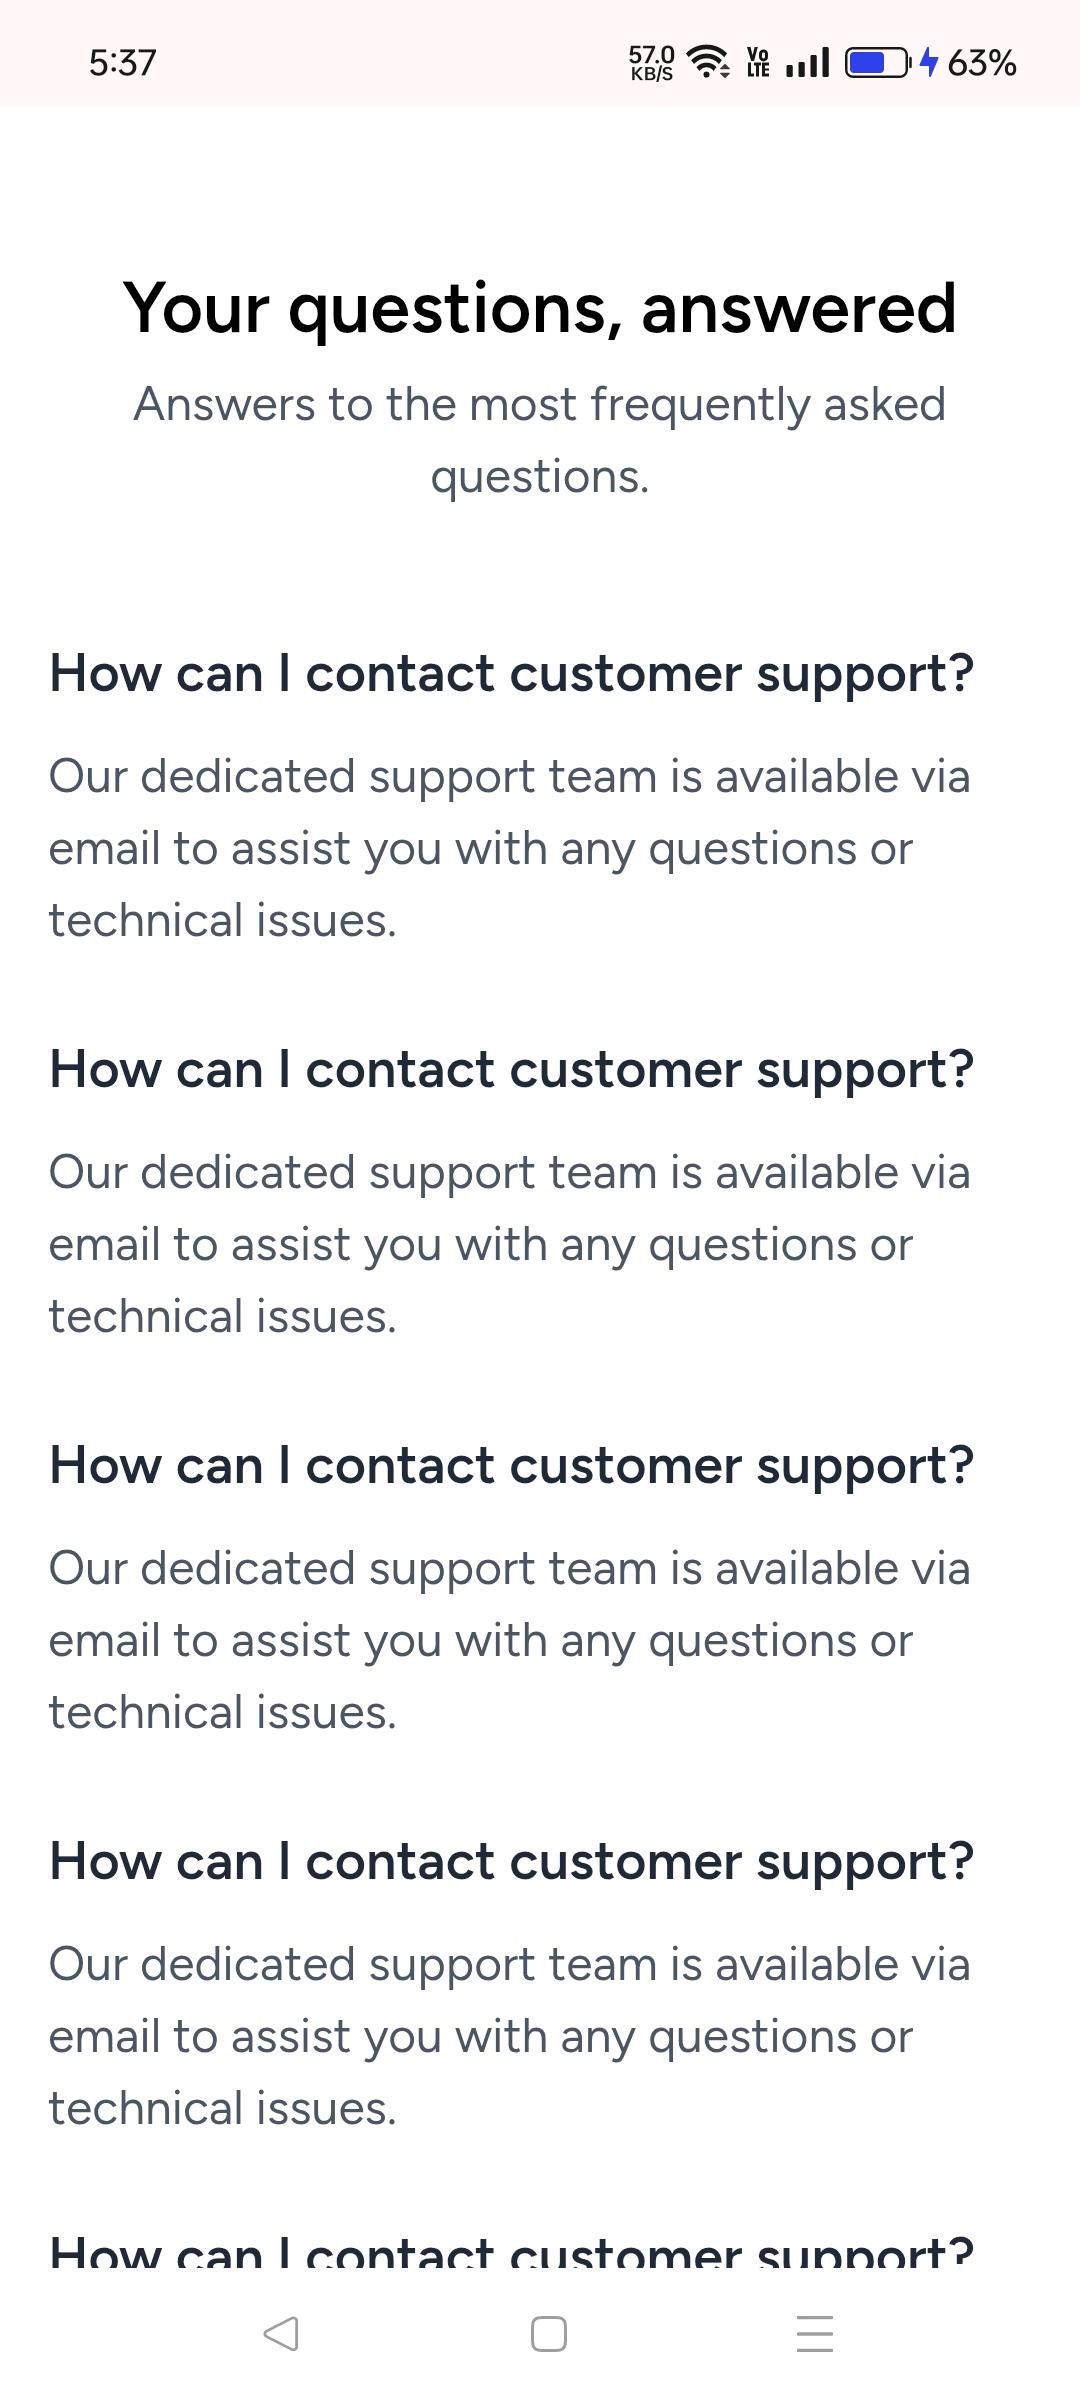 5:37 57.0 KB/S Vo LTE 63%
Your questions, answered
Answers to the most frequently asked
questions.
How can I contact customer support?
Our dedicated support team is available via
email to assist you with any questions or
technical issues.
How can I contact customer support?
Our dedicated support team is available via
email to assist you with any questions or
technical issues.
How can I contact customer support?
Our dedicated support team is available via
email to assist you with any questions or
technical issues.
How can I contact customer support?
Our dedicated support team is available via
email to assist you with any questions or
technical issues.
How can I contact customer support?